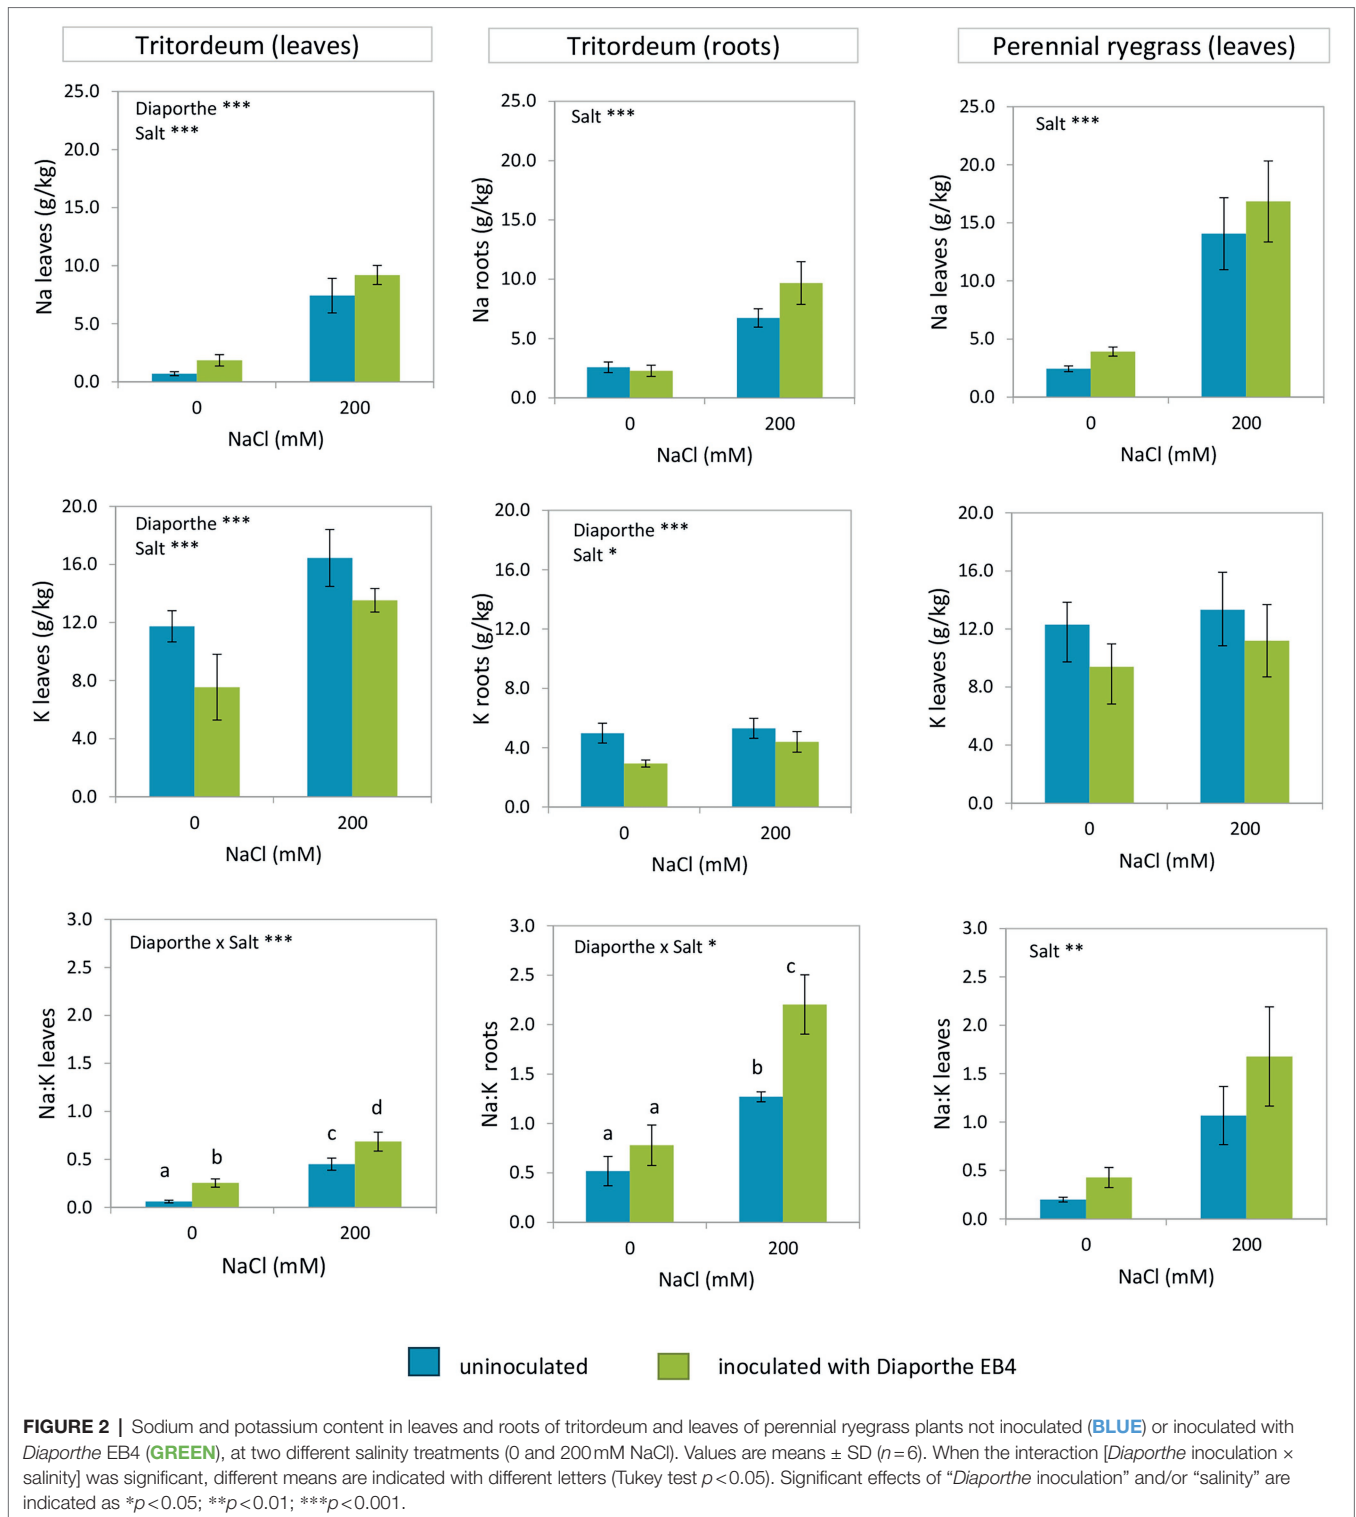 Tritordeum (leaves)
Tritordeum (roots)
Perennial ryegrass (leaves)
25.0
20.0
15.0
10.0
5.0
0.0
Na leaves (g/kg)
Diaporthe ***
Salt ***
0
200
NaCl (mM)
25.0
20.0
15.0
10.0
5.0
0.0
Na roots (g/kg)
Salt ***
0
200
NaCl (mM)
25.0
20.0
15.0
10.0
5.0
0.0
Na leaves (g/kg)
Salt ***
0
200
NaCl (mM)
20.0
16.0
12.0
8.0
4.0
0.0
K leaves (g/kg)
Diaporthe ***
Salt ***
0
200
NaCl (mM)
20.0
16.0
12.0
8.0
4.0
0.0
K roots (g/kg)
Diaporthe ***
Salt *
0
200
NaCl (mM)
20.0
16.0
12.0
8.0
4.0
0.0
K leaves (g/kg)
0
200
NaCl (mM)
3.0
2.5
2.0
1.5
1.0
0.5
0.0
Na:K leaves
Diaporthe x Salt ***
a
b
c
d
0
200
NaCl (mM)
3.0
2.5
2.0
1.5
1.0
0.5
0.0
Na:K roots
Diaporthe x Salt *
a
a
b
c
0
200
NaCl (mM)
3.0
2.5
2.0
1.5
1.0
0.5
0.0
Na:K leaves
Salt **
0
200
NaCl (mM)
uninoculated
inoculated with Diaporthe EB4
FIGURE 2 | Sodium and potassium content in leaves and roots of tritordeum and leaves of perennial ryegrass plants not inoculated (BLUE) or inoculated with
Diaporthe EB4 (GREEN), at two different salinity treatments (0 and 200 mM NaCl). Values are means ± SD (n = 6). When the interaction [Diaporthe inoculation ×
salinity] was significant, different means are indicated with different letters (Tukey test p < 0.05). Significant effects of “Diaporthe inoculation” and/or “salinity” are
indicated as *p < 0.05; **p < 0.01; ***p < 0.001.